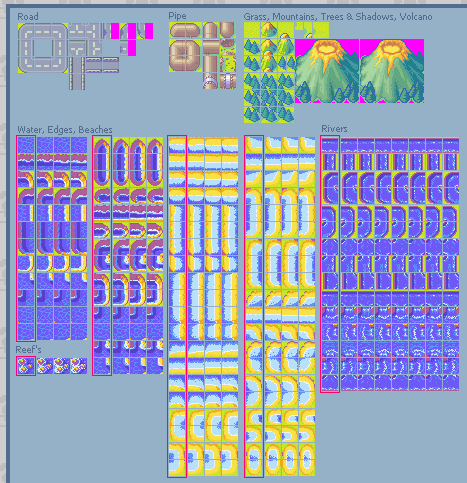 Road
Pipe
Grass, Mountains, Trees & Shadows, Volcano
Water, Edges, Beaches
Rivers
Reef's